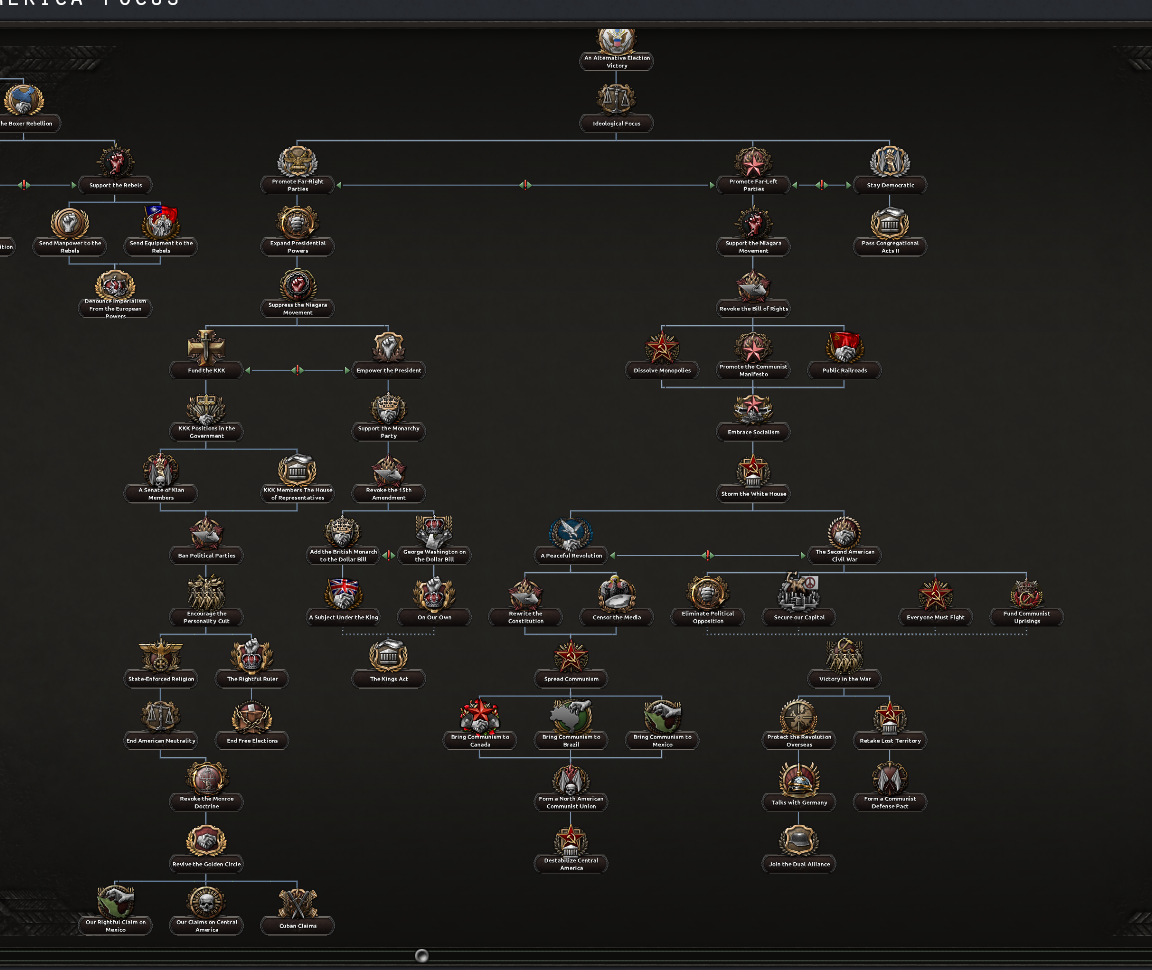 AMERICA FOCUS
An Alternative Election
Victory
he Boxer Rebellion
Ideological Focus
Support the Rebels
Promote Far-Right
Parties
Promote Far-Left
Parties
Stay Democratic
ition
Send Manpower to the
Rebels
Send Equipment to the
Rebels
Expand Presidential
Powers
Support the Niagara
Movement
Pass Congregational
Acts II
Denounce Imperialism
From the European
Powers
Suppress the Niagara
Movement
Revoke the Bill of Rights
Fund the KKK
Empower the President
Dissolve Monopolies
Promote the Communist
Manifesto
Public Railroads
KKK Positions in the
Government
Support the Monarchy
Party
Embrace Socialism
A Senate of Klan
Members
KKK Members The House
of Representatives
Revoke the 15th
Amendment
Storm the White House
Ban Political Parties
Add the British Monarch
to the Dollar Bill
George Washington on
the Dollar Bill
A Peaceful Revolution
The Second American
Civil War
Encourage the
Personality Cult
A Subject Under the King
On Our Own
Rewrite the
Constitution
Censor the Media
Eliminate Political
Opposition
Secure our Capital
Everyone Must Fight
Fund Communist
Uprisings
State-Enforced Religion
The Rightful Ruler
The Kings Act
Spread Communism
Victory in the War
End American Neutrality
End Free Elections
Bring Communism to
Canada
Bring Communism to
Brazil
Bring Communism to
Mexico
Protect the Revolution
Overseas
Retake Lost Territory
Revoke the Monroe
Doctrine
Form a North American
Communist Union
Talks with Germany
Form a Communist
Defense Pact
Revive the Golden Circle
Destabilize Central
America
Join the Dual Alliance
Our Rightful Claim on
Mexico
Our Claims on Central
America
Cuban Claims